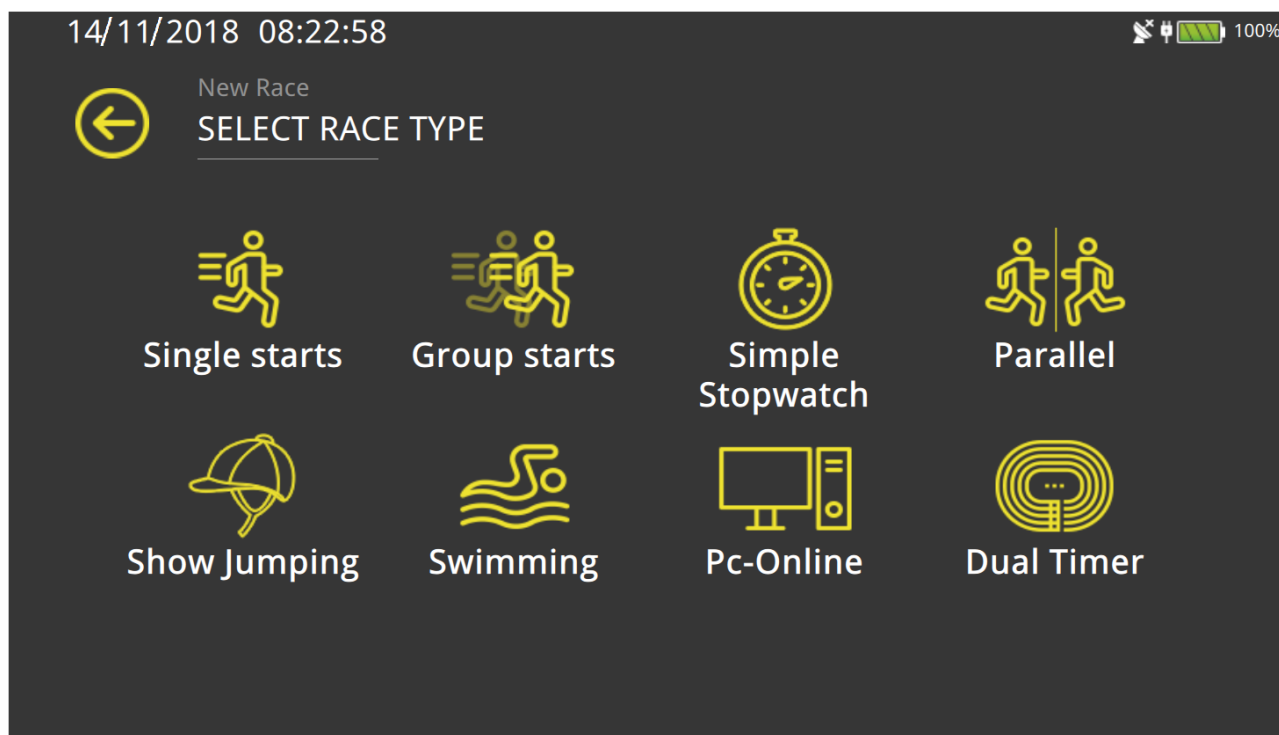 14/11/2018 08:22:58
100%
New Race
SELECT RACE TYPE
Single starts
Group starts
Simple
Stopwatch
Parallel
Show Jumping
Swimming
Pc-Online
Dual Timer